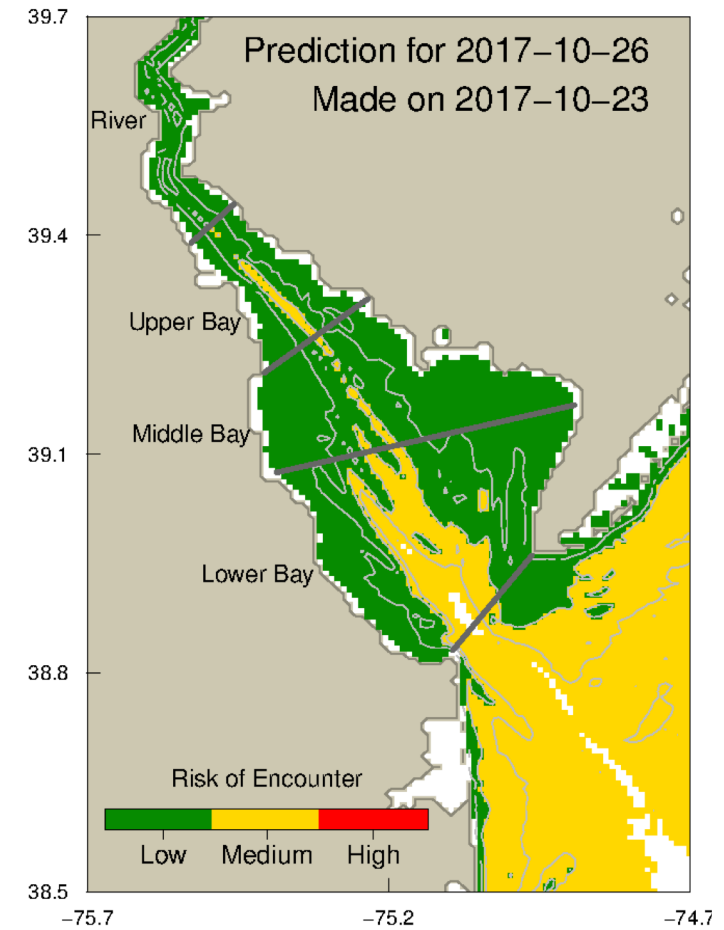 39.7
Prediction for 2017−10−26
Made on 2017−10−23
River
39.4
Upper Bay
Middle Bay
39.1
Lower Bay
38.8
Risk of Encounter
Low Medium High
38.5
−75.7 −75.2 −74.7